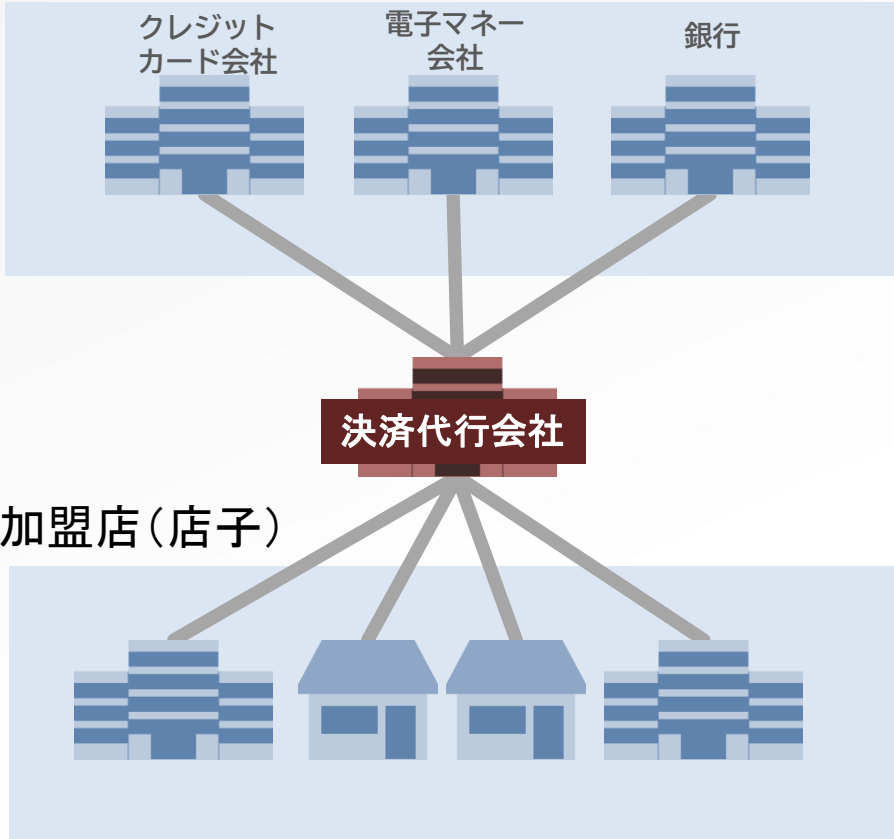 クレジット
カード会社
電子マネー
会社
銀行
決済代行会社
加盟店（店子）